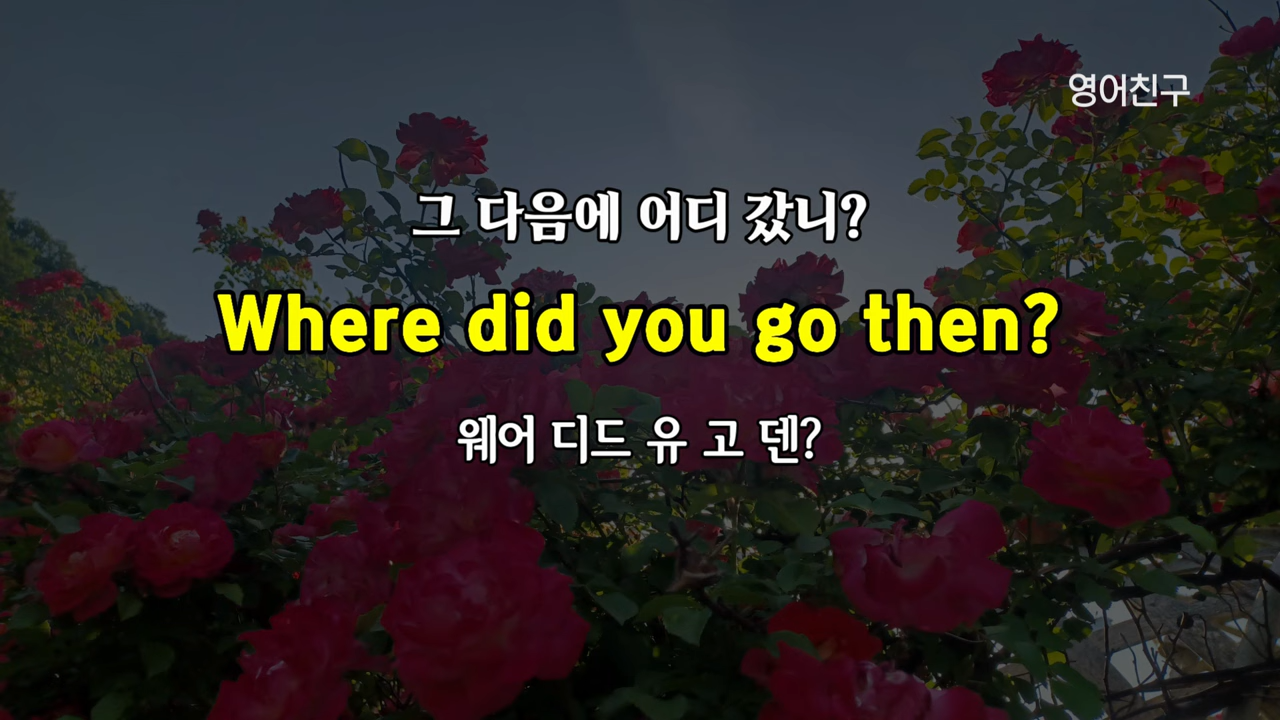 영어친구
그 다음에 어디 갔니?
Where did you go then?
웨어 디드 유 고 덴?